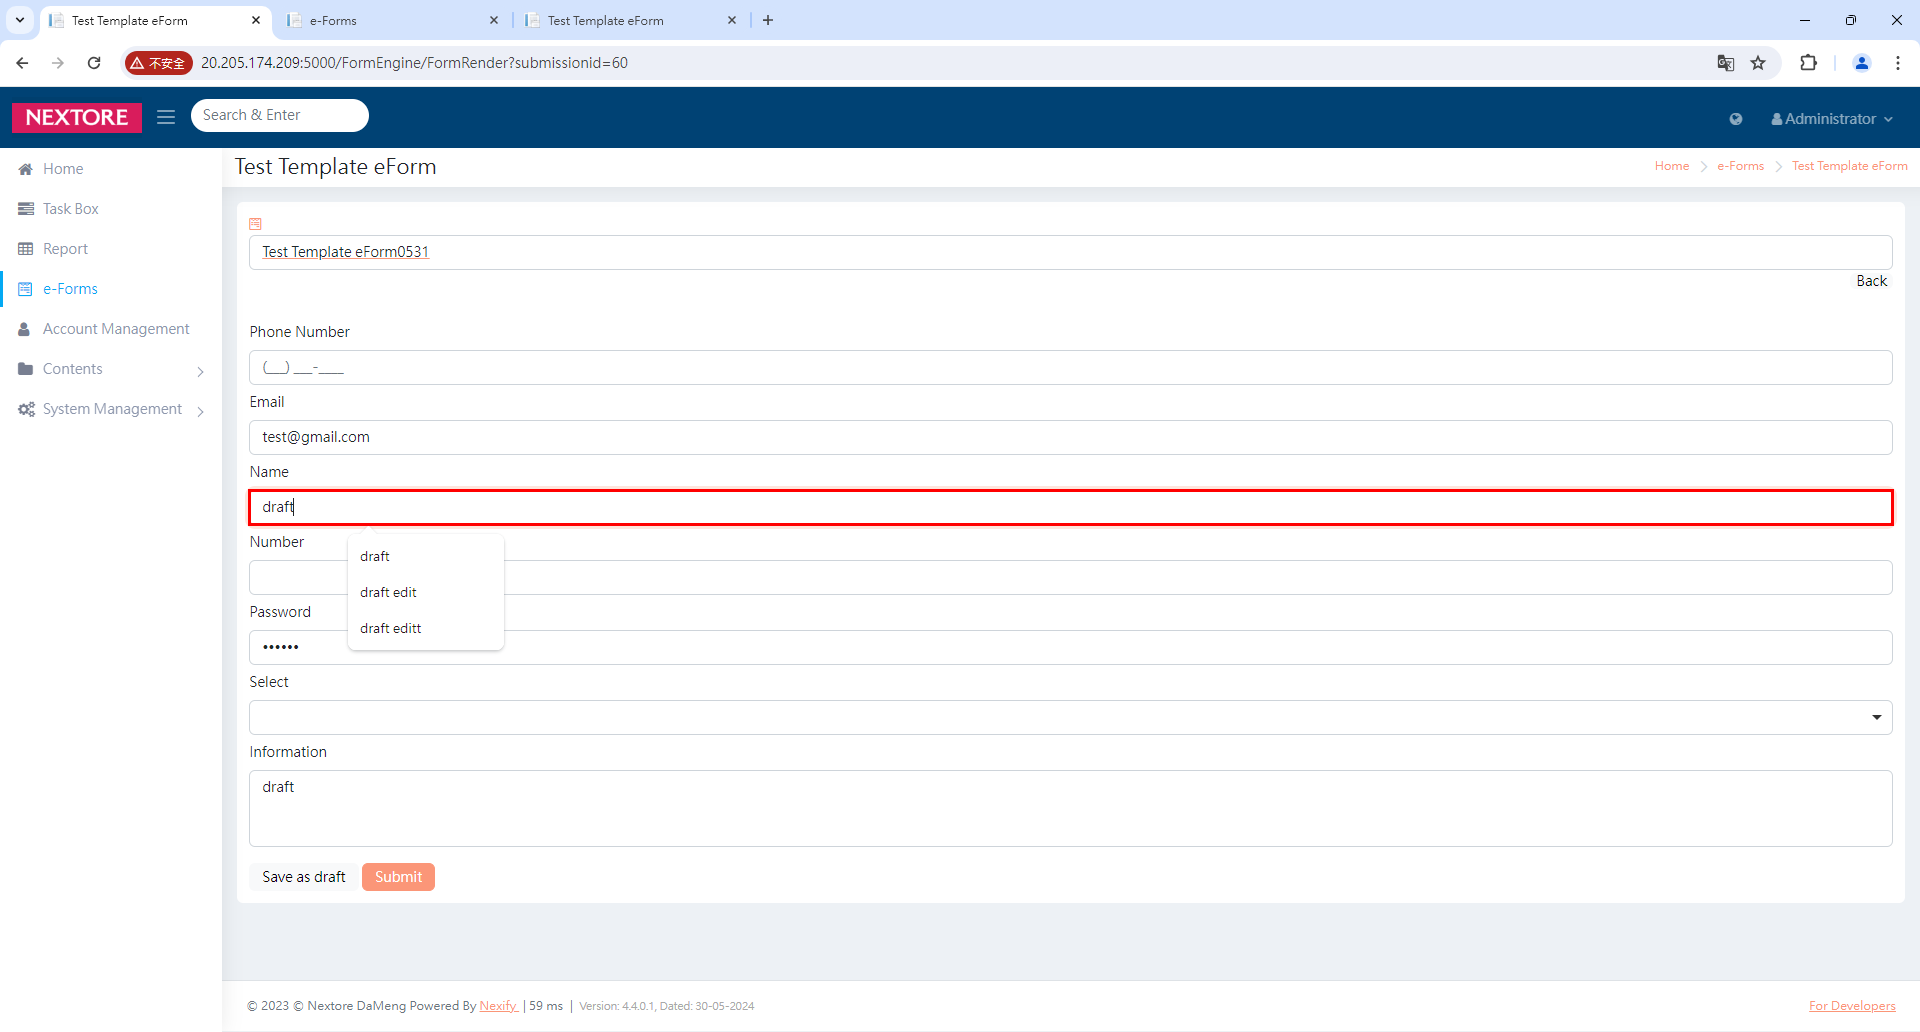 Test Template eForm
e-Forms
Test Template eForm
不安全
20.205.174.209:5000/FormEngine/FormRender?submissionid=60
NEXTORE
Search & Enter
Administrator
Home
Task Box
Report
e-Forms
Account Management
Contents
System Management
Test Template eForm
Home
e-Forms
Test Template eForm
Test Template eForm0531
Back
Phone Number
(___) ___-____
Email
test@gmail.com
Name
draft
Number
draft
draft edit
draft editt
Password
••••••
Select
Information
draft
Save as draft
Submit
© 2023 © Nextore DaMeng Powered By Nexify | 59 ms | Version: 4.4.0.1, Dated: 30-05-2024
For Developers